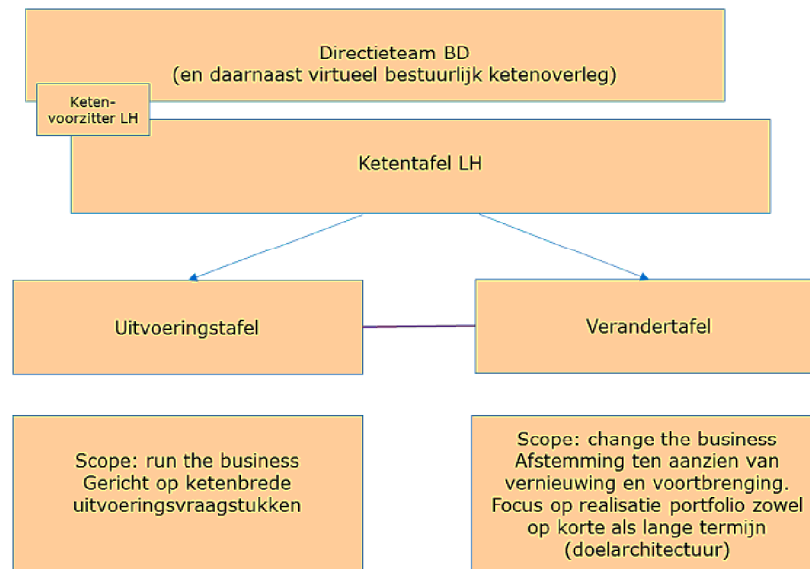 Directieteam BD
(en daarnaast virtueel bestuurlijk ketenoverleg)
Keten-
voorzitter LH
Ketentafel LH
Uitvoeringstafel
Verandertafel
Scope: run the business
Gericht op ketenbrede
uitvoeringsvraagstukken
Scope: change the business
Afstemming ten aanzien van
vernieuwing en voortbrenging.
Focus op realisatie portfolio zowel
op korte als lange termijn
(doelarchitectuur)